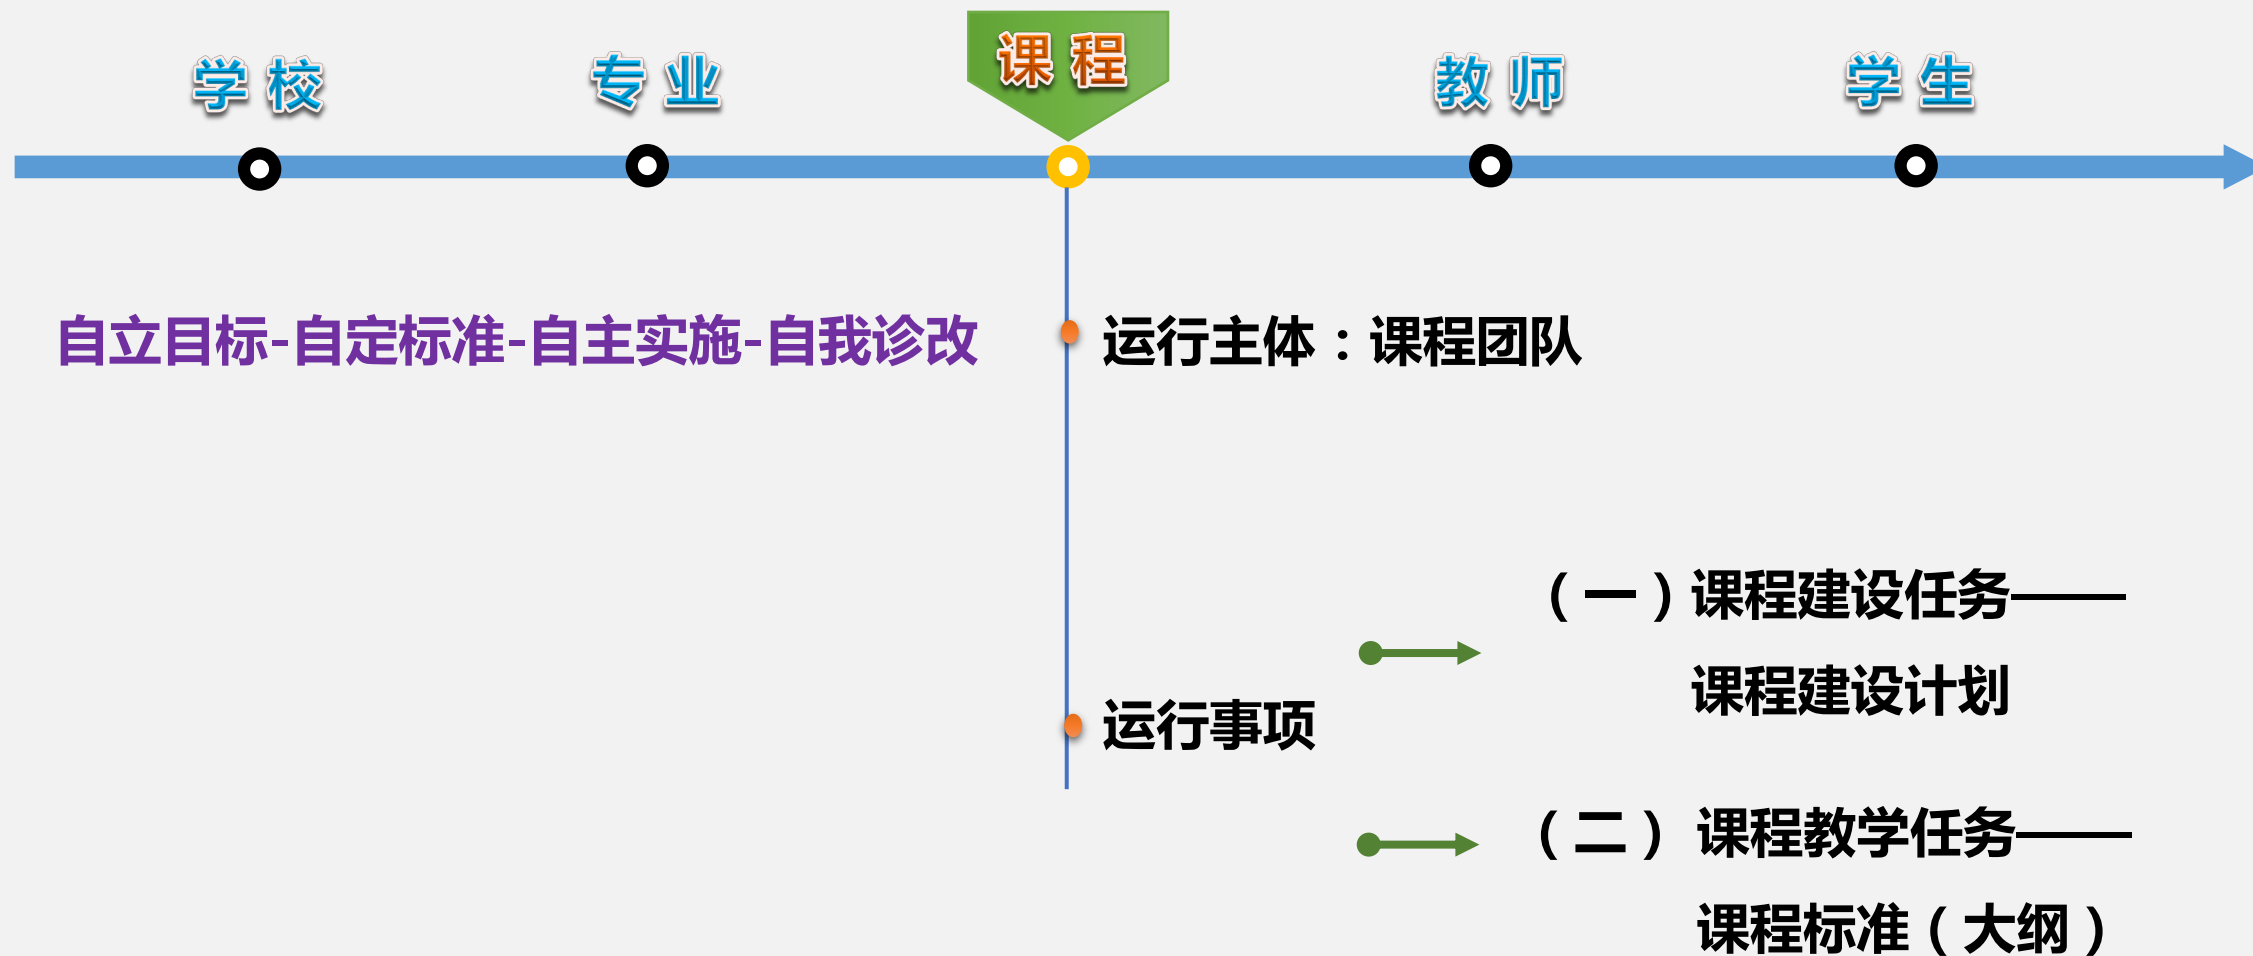 学校
专业
课程
教师
学生
自立目标-自定标准-自主实施-自我诊改
运行主体：课程团队
运行事项
（一）课程建设任务——
课程建设计划
（二）课程教学任务——
课程标准（大纲）